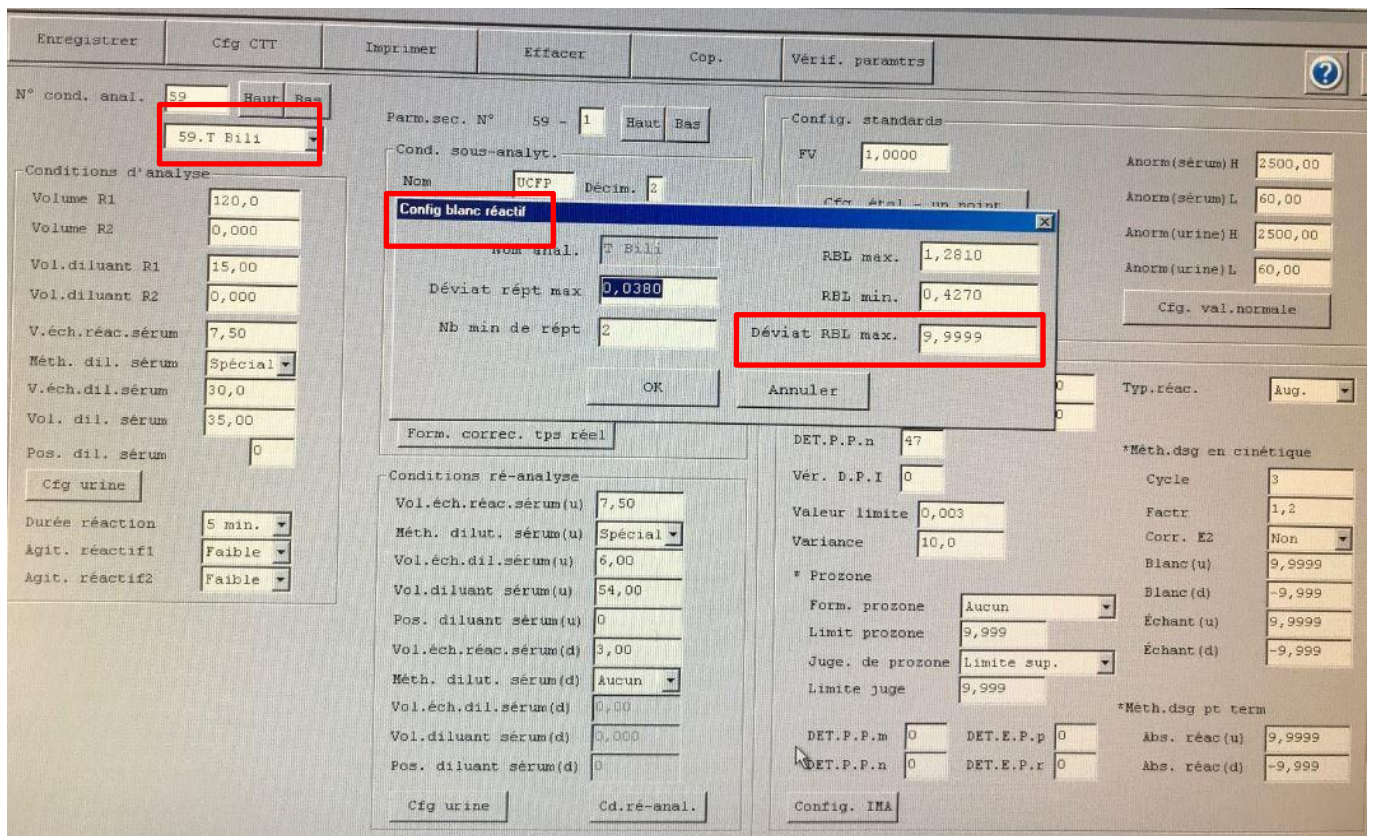 Enregistrer Cfg CTT Imprimer Effacer Cop. Vérif. paramtrs
N° cond. anal. 59 Haut Bas
59.T Bili
Conditions d'analyse
Volume R1 120,0
Volume R2 0,000
Vol.diluant R1 15,00
Vol.diluant R2 0,000
V.éch.réac.sérum 7,50
Méth. dil. sérum Spécial
V.éch.dil.sérum 30,0
Vol. dil. sérum 35,00
Pos. dil. sérum 0
Cfg urine
Durée réaction 5 min.
Agit. réactif1 Faible
Agit. réactif2 Faible
Parm.sec. N° 59 - 1 Haut Bas
Cond. sous-analyt.
Nom UCFP Décim. 2
Config blanc réactif
Nom anal. T Bili
Déviat répt max 0,0380
Nb min de répt 2
RBL max. 1,2810
RBL min. 0,4270
Déviat RBL max. 9,9999
OK Annuler
Form. correc. tps réel
Conditions ré-analyse
Vol.éch.réac.sérum(u) 7,50
Méth. dilut. sérum(u) Spécial
Vol.éch.dil.sérum(u) 6,00
Vol.diluant sérum(u) 54,00
Pos. diluant sérum(u) 0
Vol.éch.réac.sérum(d) 3,00
Méth. dilut. sérum(d) Aucun
Vol.éch.dil.sérum(d) 0,00
Vol.diluant sérum(d) 0,000
Pos. diluant sérum(d) 0
Cfg urine Cd.ré-anal.
Config. standards
FV 1,0000
Cfg. étal - un point
Anorm(sérum)H 2500,00
Anorm(sérum)L 60,00
Anorm(urine)H 2500,00
Anorm(urine)L 60,00
Cfg. val.normale
0
0
DET.P.P.n 47
Vér. D.P.I 0
Valeur limite 0,003
Variance 10,0
* Prozone
Form. prozone Aucun
Limit prozone 9,999
Juge. de prozone Limite sup.
Limite juge 9,999
DET.P.P.m 0 DET.E.P.p 0
DET.P.P.n 0 DET.E.P.r 0
Config. IMA
Typ.réac. Aug.
*Méth.dsg en cinétique
Cycle 3
Factr 1,2
Corr. E2 Non
Blanc(u) 9,9999
Blanc(d) -9,999
Échant(u) 9,9999
Échant(d) -9,999
*Méth.dsg pt term
Abs. réac(u) 9,9999
Abs. réac(d) -9,999